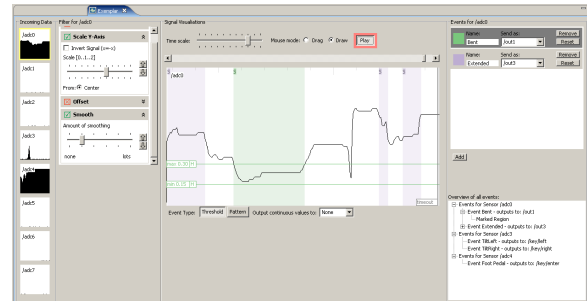 Exemplar
Incoming Data
Filter for /adc0
Signal Visualisations
Events for /adc0
/adc0
/adc1
/adc2
/adc3
/adc4
/adc5
/adc6
/adc7
Scale Y-Axis
Invert Signal (x=-x)
Scale [0..1..2]
From: Center
Offset
Smooth
Amount of smoothing
none lots
Time scale:
Mouse mode: Drag Draw Play
/adc0
max 0.30 H
min 0.15 H
timeout
Event Type: Threshold Pattern Output continuous values to: None
Name: Send as: Remove
Bent /out1 Reset
Name: Send as: Remove
Extended /out3 Reset
Add
Overview of all events:
Events for Sensor /adc0
Event Bent - outputs to: /out1
Marked Region
Event Extended - outputs to: /out3
Events for Sensor /adc3
Event TiltLeft - outputs to: /key/left
Event TiltRight - outputs to: /key/right
Events for Sensor /adc4
Event Foot Pedal - outputs to: /key/enter